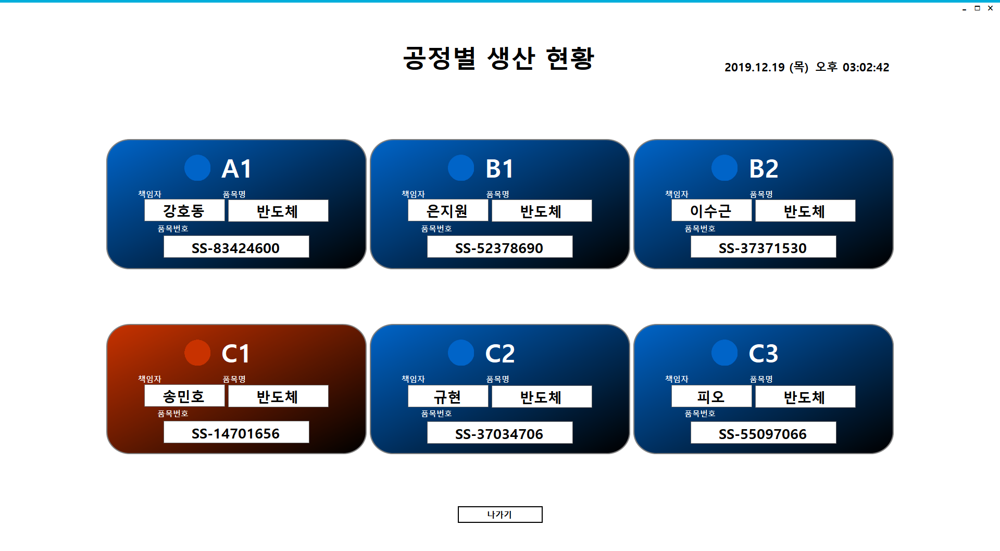 공정별 생산 현황
2019.12.19 (목) 오후 03:02:42
A1
책임자 품목명
강호동 반도체
품목번호
SS-83424600
B1
책임자 품목명
은지원 반도체
품목번호
SS-52378690
B2
책임자 품목명
이수근 반도체
품목번호
SS-37371530
C1
책임자 품목명
송민호 반도체
품목번호
SS-14701656
C2
책임자 품목명
규현 반도체
품목번호
SS-37034706
C3
책임자 품목명
피오 반도체
품목번호
SS-55097066
나가기